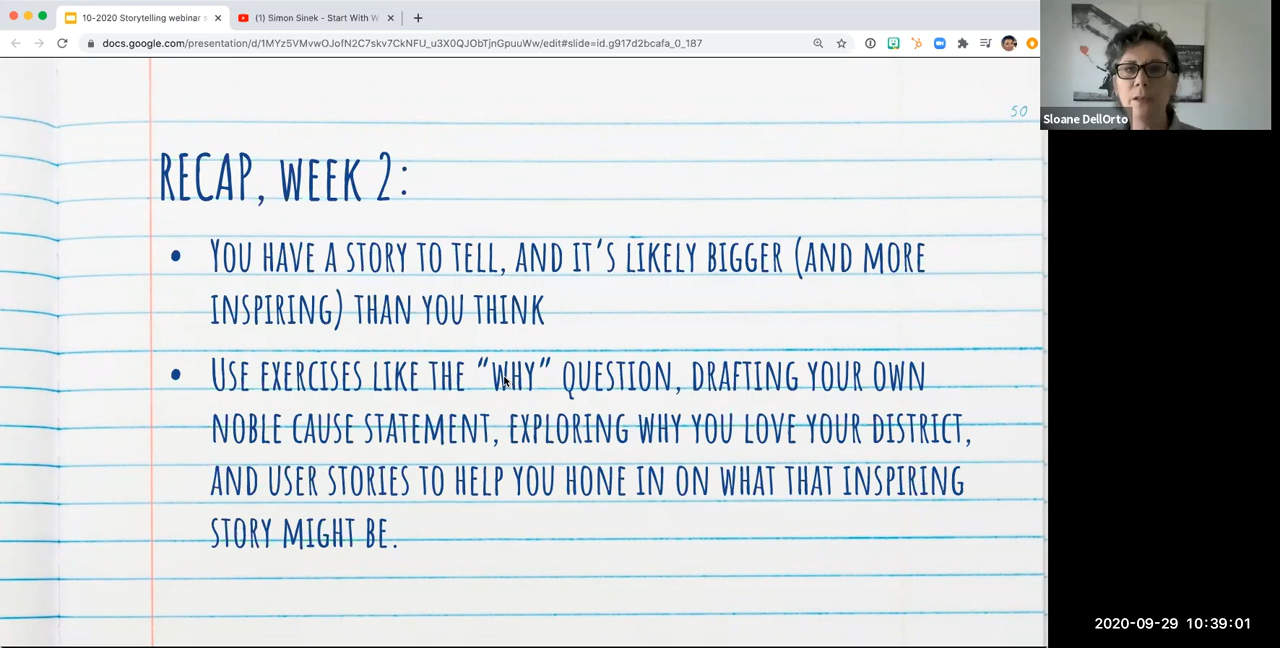 10-2020 Storytelling webinar s
(1) Simon Sinek - Start With W
docs.google.com/presentation/d/1MYz5VMvwOJofN2C7skv7CkNFU_u3X0QJObTjnGpuuWw/edit#slide=id.g917d2bcafa_0_187
Sloane DellOrto
50
RECAP, WEEK 2:
• YOU HAVE A STORY TO TELL, AND IT'S LIKELY BIGGER (AND MORE
INSPIRING) THAN YOU THINK
• USE EXERCISES LIKE THE “WHY” QUESTION, DRAFTING YOUR OWN
NOBLE CAUSE STATEMENT, EXPLORING WHY YOU LOVE YOUR DISTRICT,
AND USER STORIES TO HELP YOU HONE IN ON WHAT THAT INSPIRING
STORY MIGHT BE.
2020-09-29 10:39:01